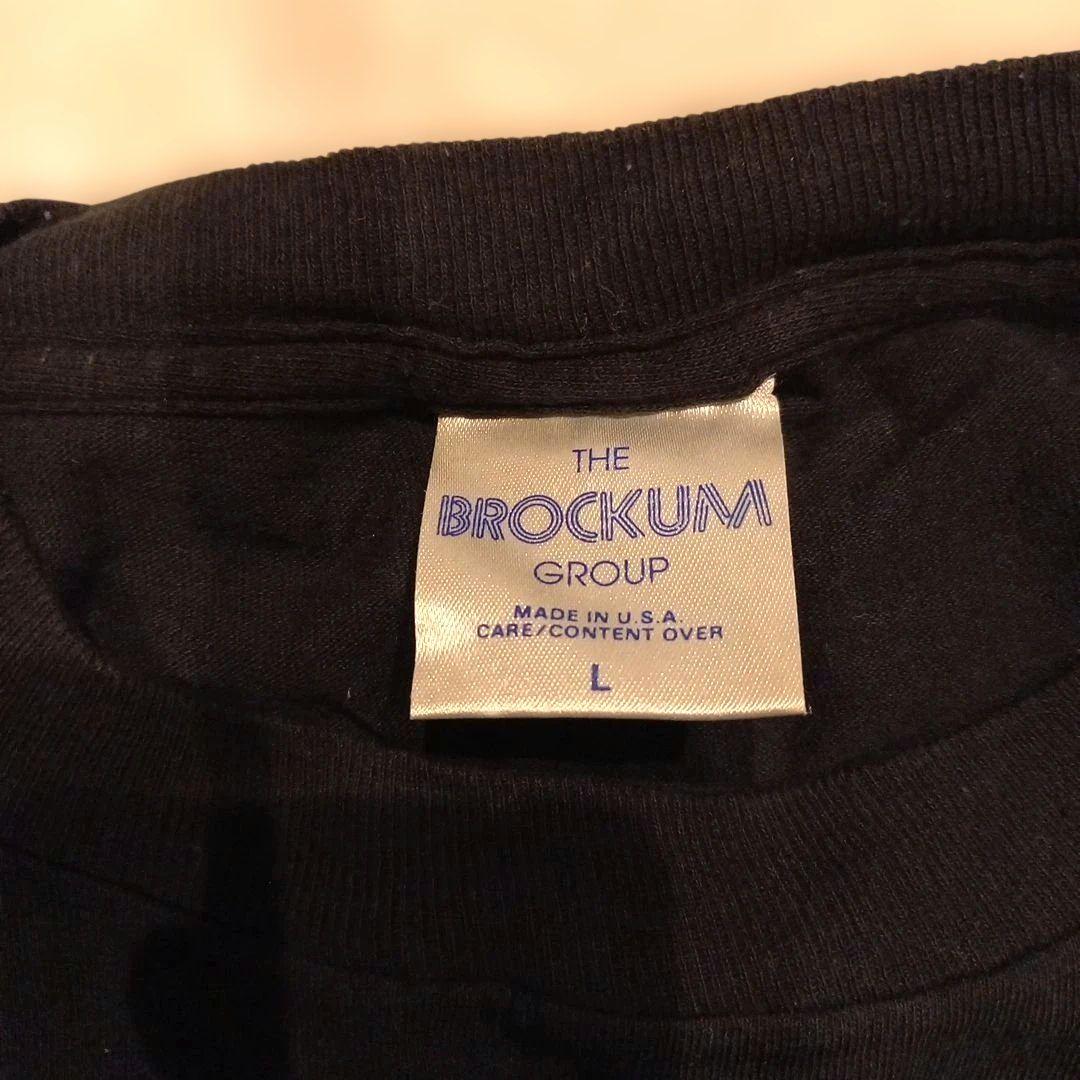 THE
BROCKUM
GROUP
MADE IN U.S.A.
CARE/CONTENT OVER
L